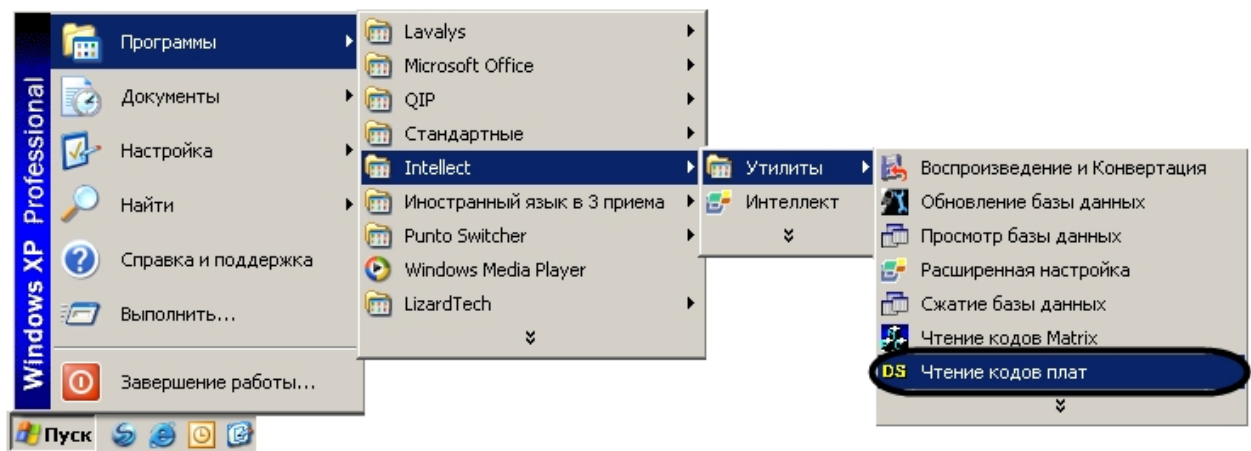 Windows XP Professional
Программы
Документы
Настройка
Найти
Справка и поддержка
Выполнить...
Завершение работы...
Пуск
Lavalys
Microsoft Office
QIP
Стандартные
Intellect
Иностранный язык в 3 приема
Punto Switcher
Windows Media Player
LizardTech
Утилиты
Интеллект
Воспроизведение и Конвертация
Обновление базы данных
Просмотр базы данных
Расширенная настройка
Сжатие базы данных
Чтение кодов Matrix
DS Чтение кодов плат